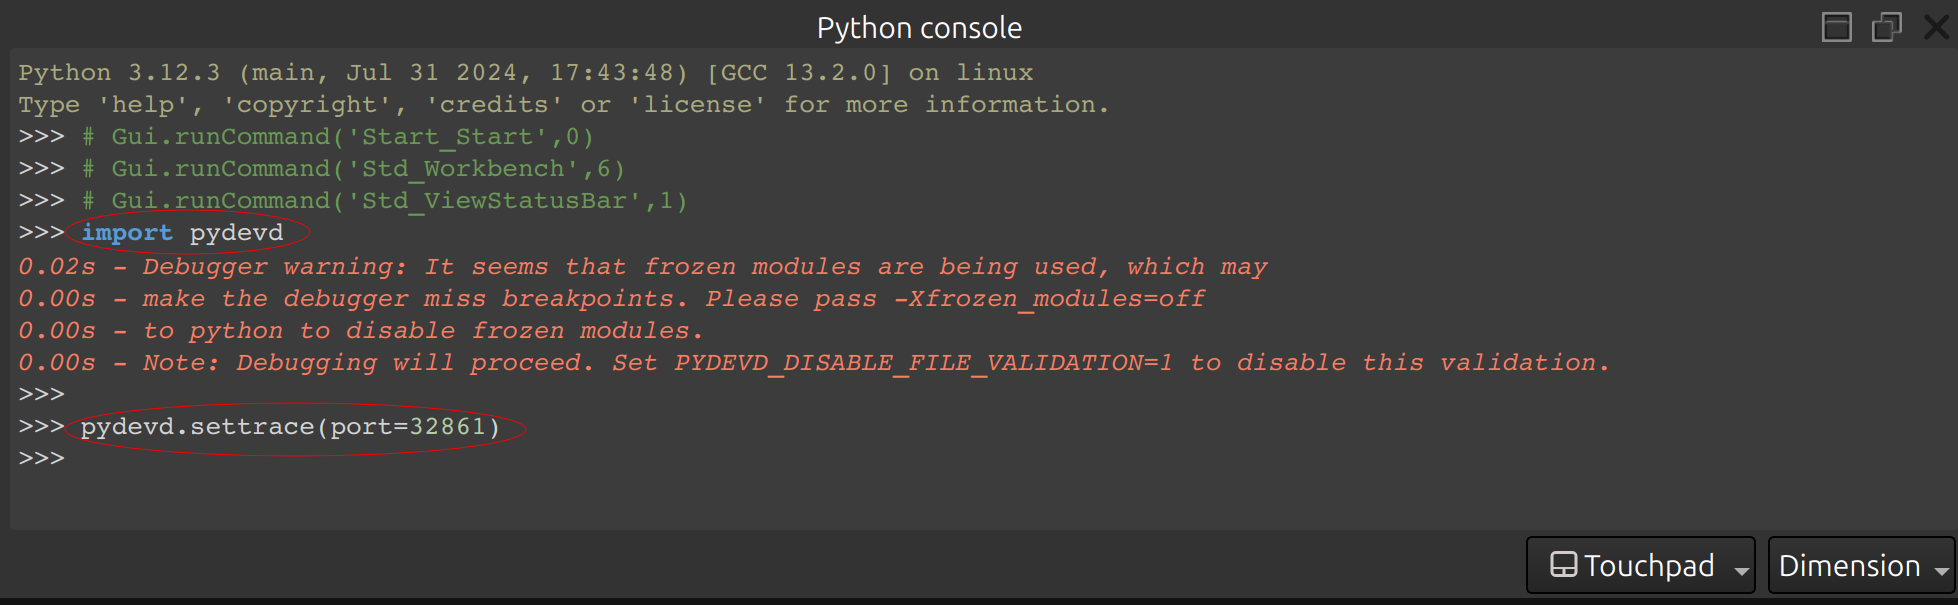 Python console
Python 3.12.3 (main, Jul 31 2024, 17:43:48) [GCC 13.2.0] on linux
Type 'help', 'copyright', 'credits' or 'license' for more information.
>>> # Gui.runCommand('Start_Start',0)
>>> # Gui.runCommand('Std_Workbench',6)
>>> # Gui.runCommand('Std_ViewStatusBar',1)
>>> import pydevd
0.02s - Debugger warning: It seems that frozen modules are being used, which may
0.00s - make the debugger miss breakpoints. Please pass -Xfrozen_modules=off
0.00s - to python to disable frozen modules.
0.00s - Note: Debugging will proceed. Set PYDEVD_DISABLE_FILE_VALIDATION=1 to disable this validation.
>>>
>>> pydevd.settrace(port=32861)
>>>
Touchpad Dimension